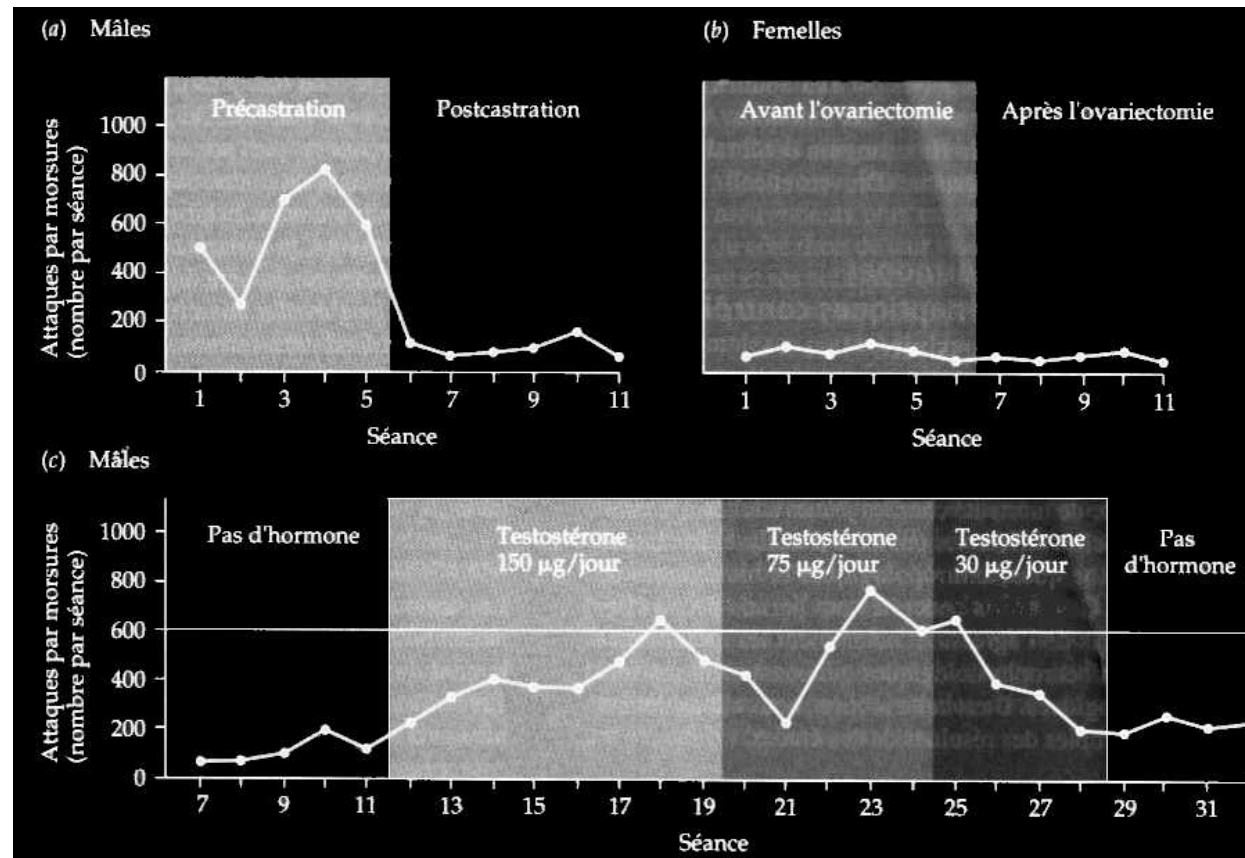 (a) Mâles
Précastration
Postcastration
Attaques par morsures
(nombre par séance)
1000
800
600
400
200
0
1 3 5 7 9 11
Séance
(b) Femelles
Avant l'ovariectomie
Après l'ovariectomie
1 3 5 7 9 11
Séance
(c) Mâles
Attaques par morsures
(nombre par séance)
1000
800
600
400
200
0
Pas d'hormone
Testostérone
150 µg/jour
Testostérone
75 µg/jour
Testostérone
30 µg/jour
Pas
d'hormone
7 9 11 13 15 17 19 21 23 25 27 29 31
Séance